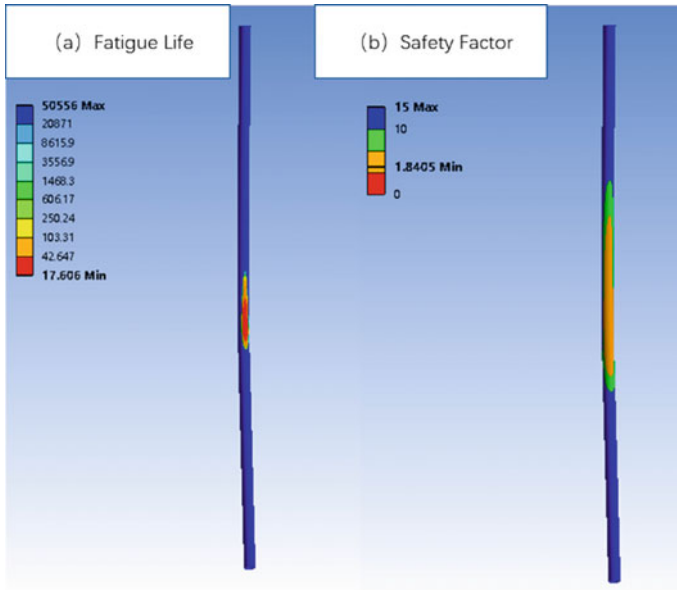 (a) Fatigue Life
50556 Max
20871
8615.9
3556.9
1468.3
606.17
250.24
103.31
42.647
17.606 Min
(b) Safety Factor
15 Max
10
1.8405 Min
0